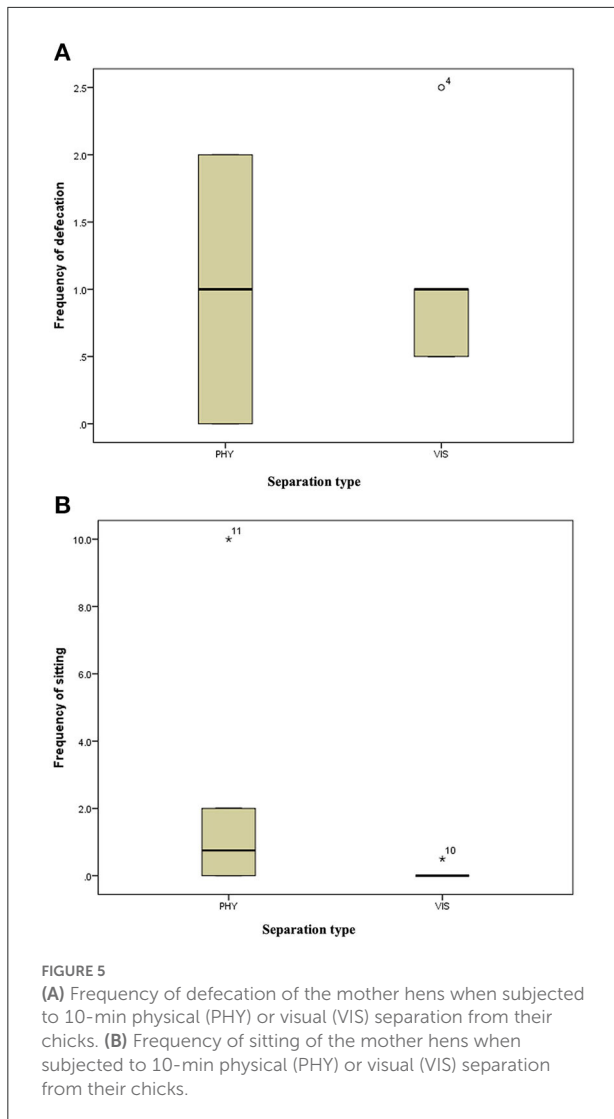 A
Frequency of defecation
2.5
2.0
1.5
1.0
.5
.0
4
PHY
VIS
Separation type
B
Frequency of sitting
10.0
8.0
6.0
4.0
2.0
.0
11
10
PHY
VIS
Separation type
FIGURE 5
(A) Frequency of defecation of the mother hens when subjected
to 10-min physical (PHY) or visual (VIS) separation from their
chicks. (B) Frequency of sitting of the mother hens when
subjected to 10-min physical (PHY) or visual (VIS) separation
from their chicks.